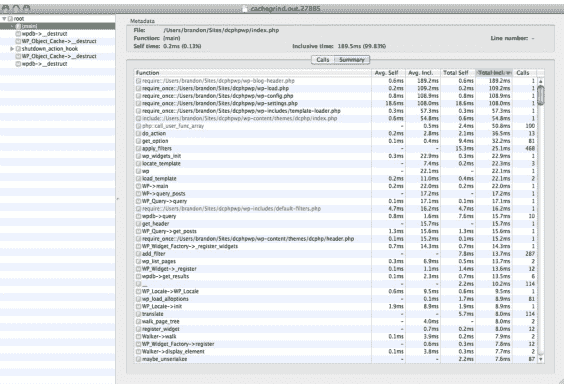 cachegrind.out.27885
root
{main}
wpdb->__destruct
WP_Object_Cache->__destruct
shutdown_action_hook
WP_Object_Cache->__destruct
wpdb->__destruct
Metadata
File: /Users/brandon/Sites/dcphpwp/index.php
Function: {main} Line number: -
Self time: 0.2ms (0.13%) Inclusive time: 189.5ms (99.83%)
Calls Summary
Function Avg. Self Avg. Incl. Total Self Total Incl. Calls
require::/Users/brandon/Sites/dcphpwp/wp-blog-header.php 0.6ms 189.2ms 0.6ms 189.2ms 1
require_once::/Users/brandon/Sites/dcphpwp/wp-load.php 0.2ms 109.2ms 0.2ms 109.2ms 1
require_once::/Users/brandon/Sites/dcphpwp/wp-config.php 0.8ms 108.9ms 0.8ms 108.9ms 1
require_once::/Users/brandon/Sites/dcphpwp/wp-settings.php 18.6ms 108.0ms 18.6ms 108.0ms 1
require_once::/Users/brandon/Sites/dcphpwp/wp-includes/template-loader.php 0.3ms 57.3ms 0.3ms 57.3ms 1
include::/Users/brandon/Sites/dcphpwp/wp-content/themes/dcphp/index.php 0.6ms 54.8ms 0.6ms 54.8ms 1
php::call_user_func_array - 0.5ms 2.4ms 50.8ms 100
do_action 0.2ms 2.8ms 2.1ms 36.5ms 13
get_option 0.1ms 0.4ms 9.4ms 32.2ms 81
apply_filters - - 15.3ms 25.1ms 468
wp_widgets_init 0.3ms 22.9ms 0.3ms 22.9ms 1
locate_template - 7.4ms 0.2ms 22.3ms 3
wp - 22.1ms - 22.1ms 1
load_template 0.2ms 11.0ms 0.4ms 22.1ms 2
WP->main 0.2ms 22.0ms 0.2ms 22.0ms 1
WP->query_posts - 17.2ms - 17.2ms 1
WP_Query->query 0.1ms 17.1ms 0.1ms 17.1ms 1
require::/Users/brandon/Sites/dcphpwp/wp-includes/default-filters.php 4.7ms 16.2ms 4.7ms 16.2ms 1
wpdb->query 0.8ms 1.6ms 7.6ms 15.7ms 10
get_header - 15.7ms - 15.7ms 1
WP_Query->get_posts 1.3ms 15.6ms 1.3ms 15.6ms 1
require_once::/Users/brandon/Sites/dcphpwp/wp-content/themes/dcphp/header.php 0.1ms 15.2ms 0.1ms 15.2ms 1
WP_Widget_Factory->_register_widgets 0.7ms 14.3ms 0.7ms 14.3ms 1
add_filter - - 7.8ms 13.7ms 287
wp_list_pages 0.3ms 6.9ms 0.5ms 13.7ms 2
WP_Widget->_register 0.1ms 1.1ms 1.4ms 13.6ms 12
wpdb->get_results 0.1ms 2.3ms 0.7ms 13.5ms 6
__ - - 2.2ms 10.2ms 114
WP_Locale->WP_Locale 0.6ms 9.5ms 0.6ms 9.5ms 1
wp_load_alloptions - 0.1ms 1.7ms 8.9ms 81
WP_Locale->init 1.9ms 8.9ms 1.9ms 8.9ms 1
translate - - 5.7ms 8.0ms 114
walk_page_tree - 4.0ms - 8.0ms 2
register_widget - 0.7ms 0.2ms 8.0ms 12
Walker->walk 0.1ms 3.9ms 0.2ms 7.9ms 2
WP_Widget_Factory->register - 0.6ms 0.3ms 7.8ms 12
Walker->display_element 0.1ms 3.8ms 0.3ms 7.7ms 2
maybe_unserialize - - 2.2ms 7.6ms 87